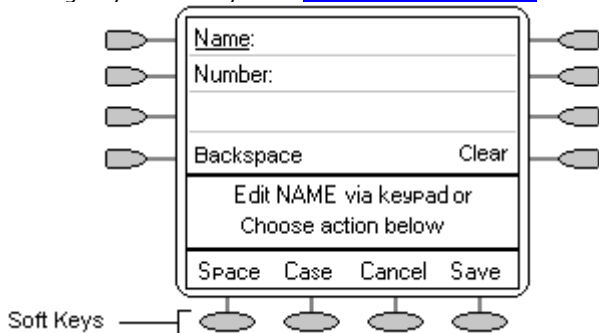 Name:
Number:
Backspace Clear
Edit NAME via keypad or
Choose action below
Space Case Cancel Save
Soft Keys